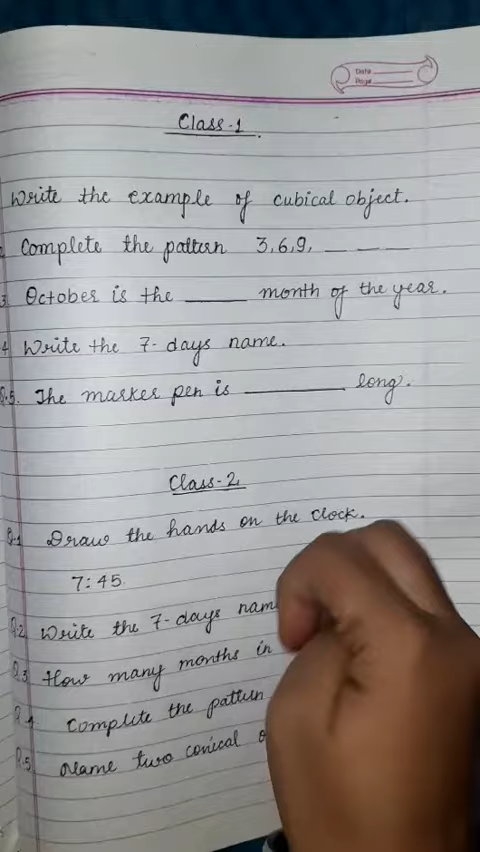 Date
Page
Class-1
Write the example of cubical object.
Complete the pattern 3,6,9, ___ ___ ___
3 October is the ______ month of the year.
4 Write the 7-days name.
Q.5. The marker pen is __________ long.
Class-2
Q.1 Draw the hands on the clock.
7:45
Q.2 Write the 7-days name
Q.3 How many months in
Q.4 Complete the pattern
Q.5 Name two conical